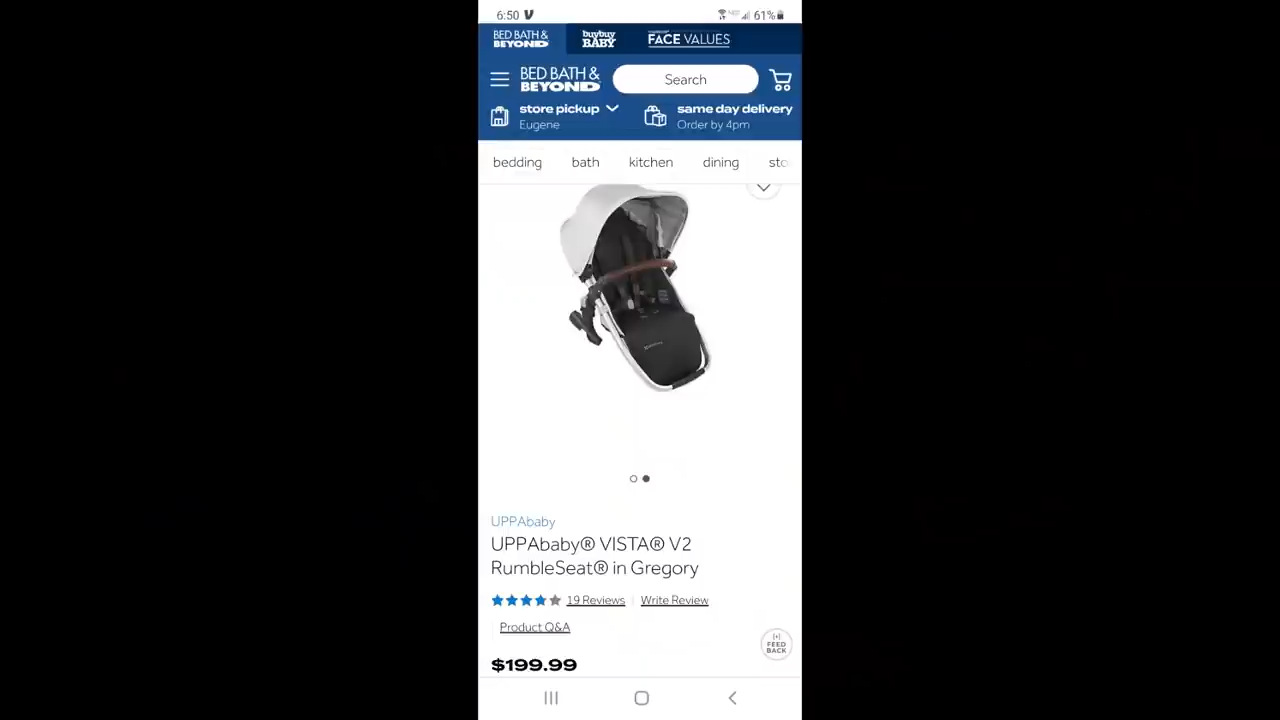 6:50 V 61%
BED BATH & BEYOND buybuy BABY FACE VALUES
BED BATH & BEYOND Search
store pickup same day delivery
Eugene Order by 4pm
bedding bath kitchen dining sto
UPPAbaby
UPPAbaby® VISTA® V2
RumbleSeat® in Gregory
19 Reviews Write Review
Product Q&A
[+]
FEED
BACK
$199.99